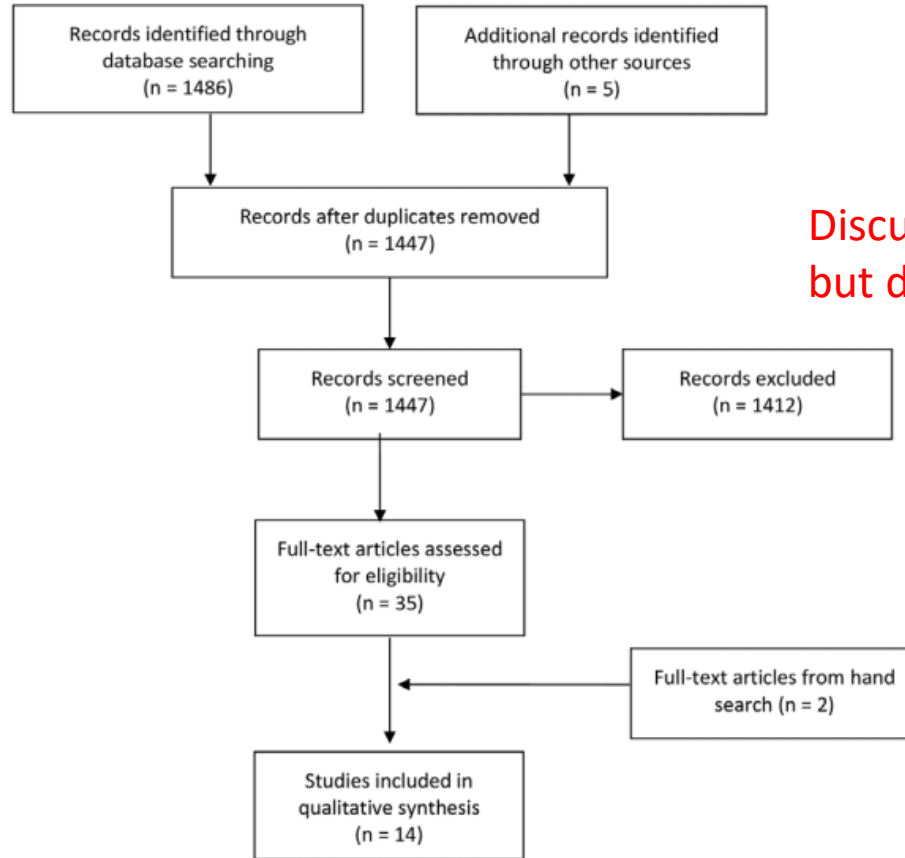 Records identified through
database searching
(n = 1486)
Additional records identified
through other sources
(n = 5)
Records after duplicates removed
(n = 1447)
Records screened
(n = 1447)
Records excluded
(n = 1412)
Full-text articles assessed
for eligibility
(n = 35)
Full-text articles from hand
search (n = 2)
Studies included in
qualitative synthesis
(n = 14)
but